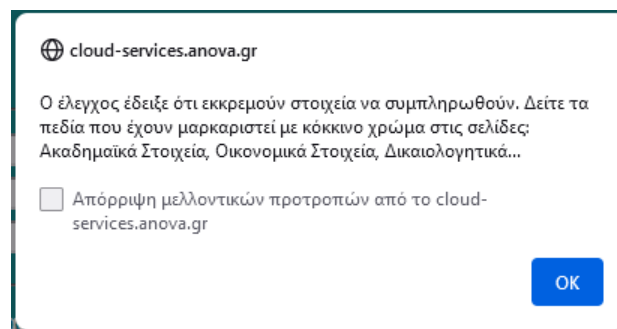 cloud-services.anova.gr
Ο έλεγχος έδειξε ότι εκκρεμούν στοιχεία να συμπληρωθούν. Δείτε τα
πεδία που έχουν μαρκαριστεί με κόκκινο χρώμα στις σελίδες:
Ακαδημαϊκά Στοιχεία, Οικονομικά Στοιχεία, Δικαιολογητικά...
Απόρριψη μελλοντικών προτροπών από το cloud-
services.anova.gr
OK